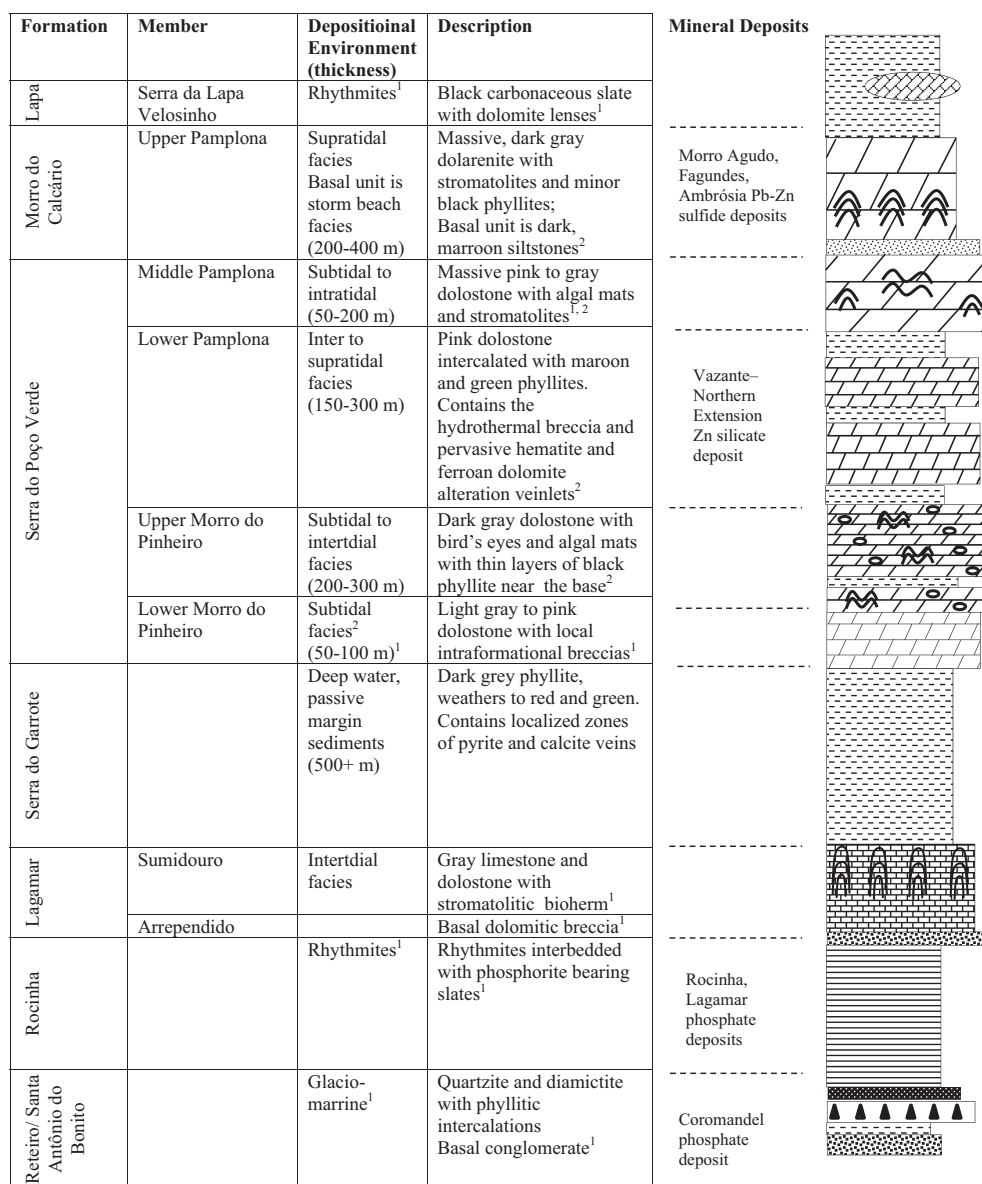 Formation
Member
Depositioinal
Environment
(thickness)
Description
Mineral Deposits
Lapa
Serra da Lapa
Velosinho
Rhythmites1
Black carbonaceous slate
with dolomite lenses1
Morro do
Calcário
Upper Pamplona
Supratidal
facies
Basal unit is
storm beach
facies
(200-400 m)
Massive, dark gray
dolarenite with
stromatolites and minor
black phyllites;
Basal unit is dark,
marroon siltstones2
Morro Agudo,
Fagundes,
Ambrósia Pb-Zn
sulfide deposits
Serra do Poço Verde
Middle Pamplona
Subtidal to
intratidal
(50-200 m)
Massive pink to gray
dolostone with algal mats
and stromatolites1, 2
Lower Pamplona
Inter to
supratidal
facies
(150-300 m)
Pink dolostone
intercalated with maroon
and green phyllites.
Contains the
hydrothermal breccia and
pervasive hematite and
ferroan dolomite
alteration veinlets2
Vazante–
Northern
Extension
Zn silicate
deposit
Upper Morro do
Pinheiro
Subtidal to
intertdial
facies
(200-300 m)
Dark gray dolostone with
bird's eyes and algal mats
with thin layers of black
phyllite near the base2
Lower Morro do
Pinheiro
Subtidal
facies2
(50-100 m)1
Light gray to pink
dolostone with local
intraformational breccias1
Serra do Garrote
Deep water,
passive
margin
sediments
(500+ m)
Dark grey phyllite,
weathers to red and green.
Contains localized zones
of pyrite and calcite veins
Lagamar
Sumidouro
Intertdial
facies
Gray limestone and
dolostone with
stromatolitic bioherm1
Arrependido
Basal dolomitic breccia1
Rocinha
Rhythmites1
Rhythmites interbedded
with phosphorite bearing
slates1
Rocinha,
Lagamar
phosphate
deposits
Reteiro/ Santa
Antônio do
Bonito
Glacio-
marrine1
Quartzite and diamictite
with phyllitic
intercalations
Basal conglomerate1
Coromandel
phosphate
deposit